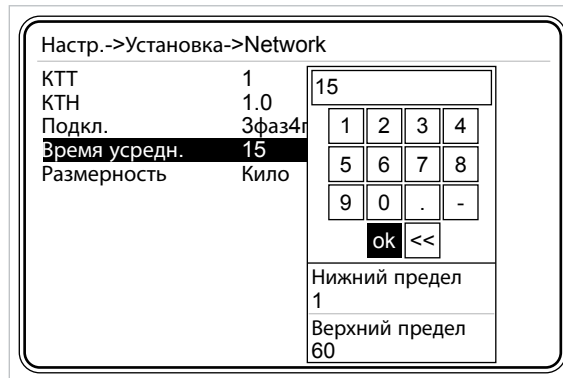 Настр.->Установка->Network
КТТ 1
КТН 1.0
Подкл. 3фаз4п
Время усредн. 15
Размерность Кило
15
1 2 3 4
5 6 7 8
9 0 . -
ok <<
Нижний предел
1
Верхний предел
60